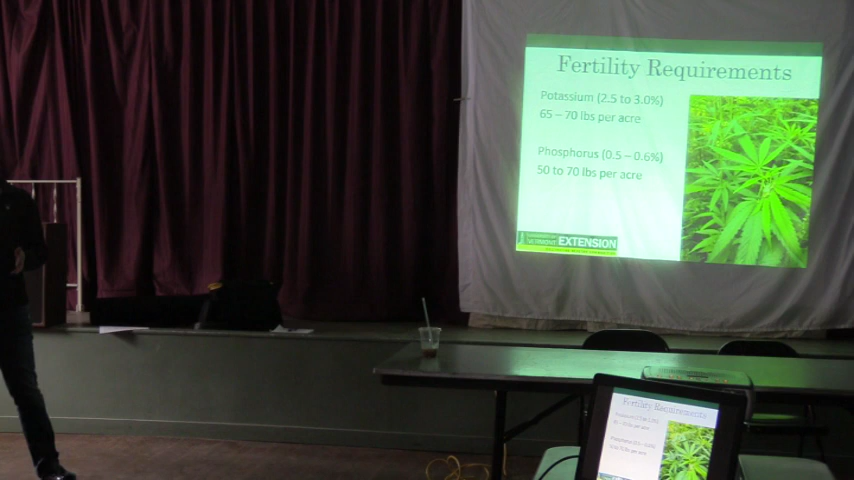 Fertility Requirements
Potassium (2.5 to 3.0%)
65 – 70 lbs per acre
Phosphorus (0.5 – 0.6%)
50 to 70 lbs per acre
VERMONT EXTENSION
Fertility Requirements